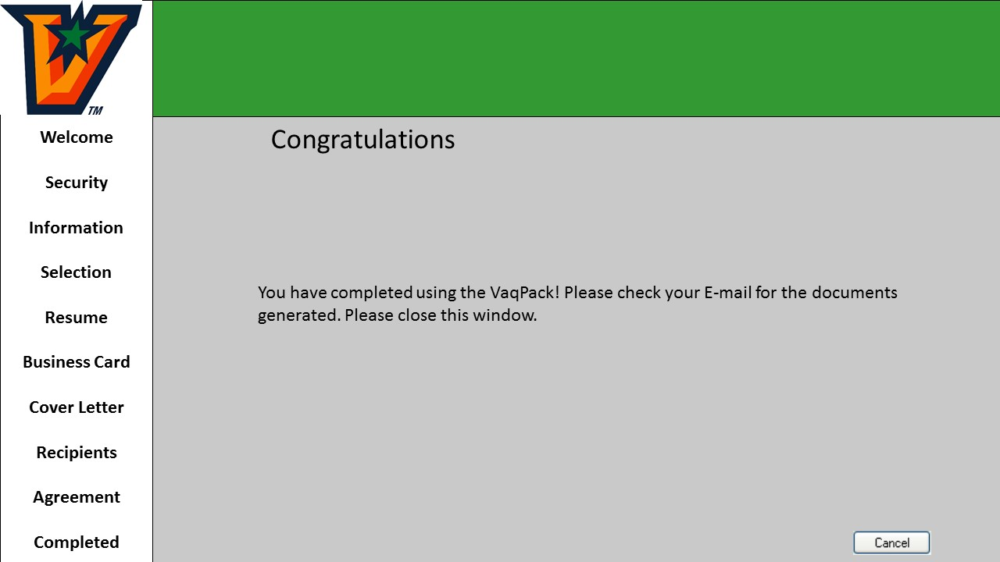 TM
Welcome
Security
Information
Selection
Resume
Business Card
Cover Letter
Recipients
Agreement
Completed
Congratulations
You have completed using the VaqPack! Please check your E-mail for the documents
generated. Please close this window.
Cancel